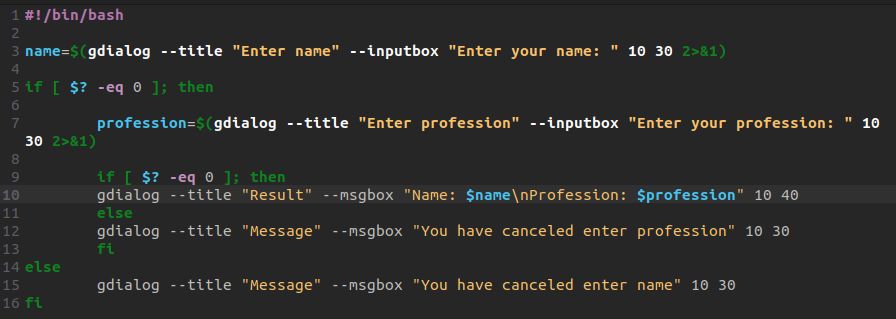 1 #!/bin/bash
2
3 name=$(gdialog --title "Enter name" --inputbox "Enter your name: " 10 30 2>&1)
4
5 if [ $? -eq 0 ]; then
6
7         profession=$(gdialog --title "Enter profession" --inputbox "Enter your profession: " 10
30 2>&1)
8
9         if [ $? -eq 0 ]; then
10         gdialog --title "Result" --msgbox "Name: $name\nProfession: $profession" 10 40
11         else
12         gdialog --title "Message" --msgbox "You have canceled enter profession" 10 30
13         fi
14 else
15         gdialog --title "Message" --msgbox "You have canceled enter name" 10 30
16 fi